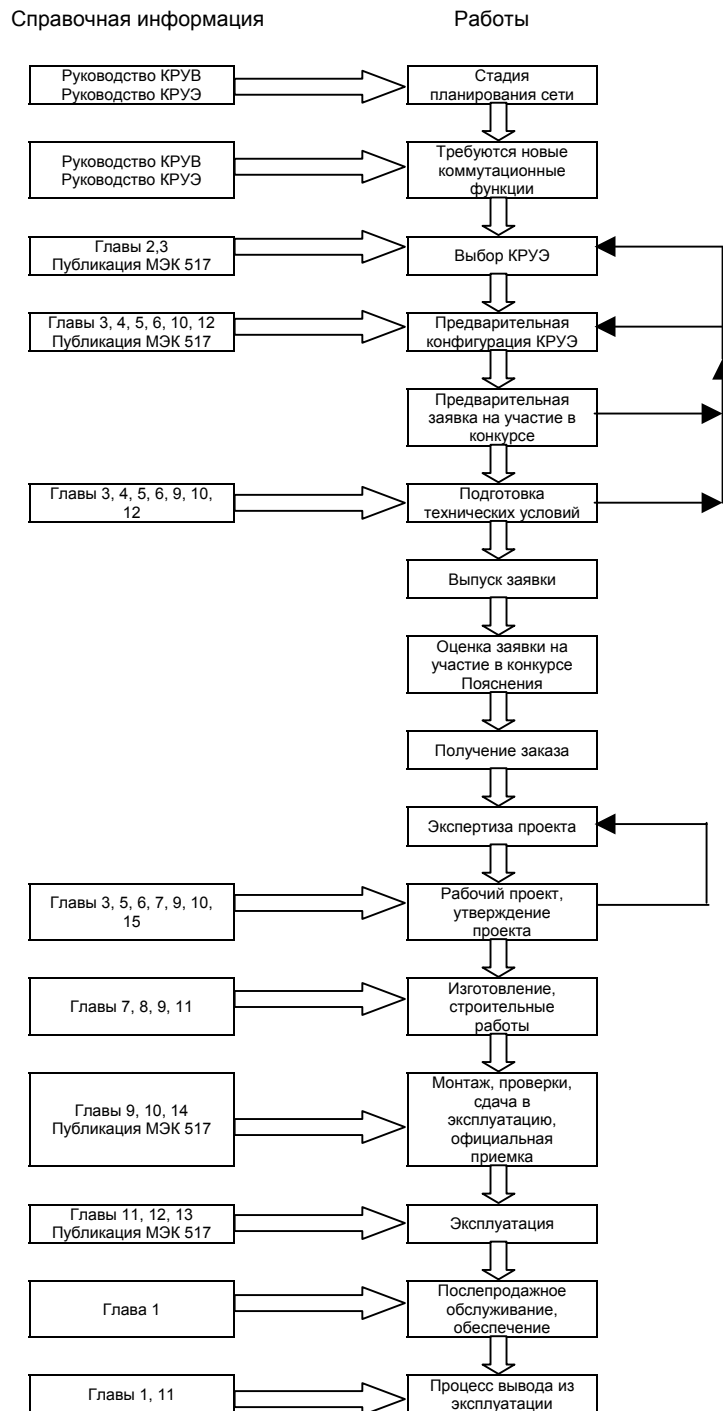 Справочная информация
Работы
Руководство КРУВ
Руководство КРУЭ
Стадия
планирования сети
Руководство КРУВ
Руководство КРУЭ
Требуются новые
коммутационные
функции
Главы 2,3
Публикация МЭК 517
Выбор КРУЭ
Главы 3, 4, 5, 6, 10, 12
Публикация МЭК 517
Предварительная
конфигурация КРУЭ
Предварительная
заявка на участие в
конкурсе
Главы 3, 4, 5, 6, 9, 10,
12
Подготовка
технических условий
Выпуск заявки
Оценка заявки на
участие в конкурсе
Пояснения
Получение заказа
Экспертиза проекта
Главы 3, 5, 6, 7, 9, 10,
15
Рабочий проект,
утверждение
проекта
Главы 7, 8, 9, 11
Изготовление,
строительные
работы
Главы 9, 10, 14
Публикация МЭК 517
Монтаж, проверки,
сдача в
эксплуатацию,
официальная
приемка
Главы 11, 12, 13
Публикация МЭК 517
Эксплуатация
Глава 1
Послепродажное
обслуживание,
обеспечение
Главы 1, 11
Процесс вывода из
эксплуатации